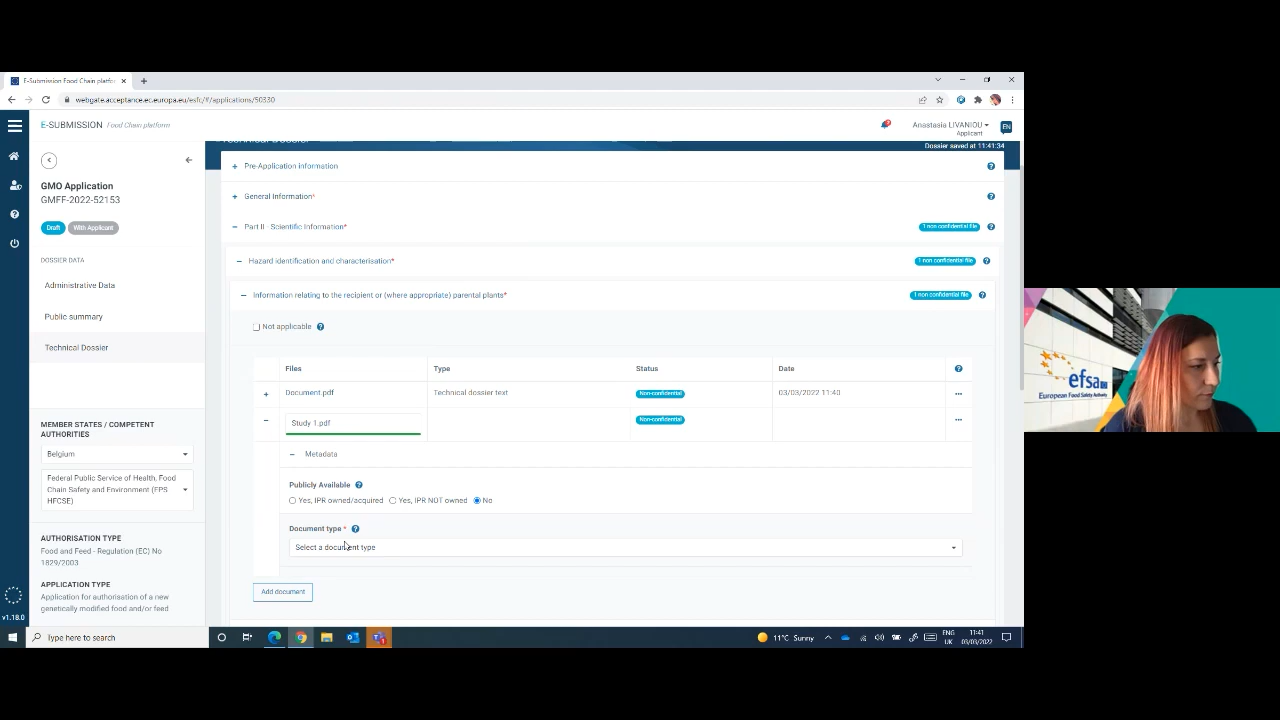 E-Submission Food Chain platfo
webgate.acceptance.ec.europa.eu/esfc/#/applications/50330
E-SUBMISSION Food Chain platform
Anastasia LIVANIOU
Applicant
EN
Dossier saved at 11:41:34
GMO Application
GMFF-2022-52153
Draft
With Applicant
DOSSIER DATA
Administrative Data
Public summary
Technical Dossier
MEMBER STATES / COMPETENT
AUTHORITIES
Belgium
Federal Public Service of Health, Food
Chain Safety and Environment (FPS
HFCSE)
AUTHORISATION TYPE
Food and Feed - Regulation (EC) No
1829/2003
APPLICATION TYPE
Application for authorisation of a new
genetically modified food and/or feed
v1.18.0
Pre-Application information
General Information*
Part II - Scientific Information*
1 non confidential file
Hazard identification and characterisation*
1 non confidential file
Information relating to the recipient or (where appropriate) parental plants*
1 non confidential file
Not applicable
Files Type Status Date
Document.pdf Technical dossier text Non-confidential 03/03/2022 11:40
Study 1.pdf Non-confidential
Metadata
Publicly Available
Yes, IPR owned/acquired Yes, IPR NOT owned No
Document type *
Select a document type
Add document
Type here to search
11°C Sunny
ENG
UK
11:41
03/03/2022
efsa
European Food Safety Authority